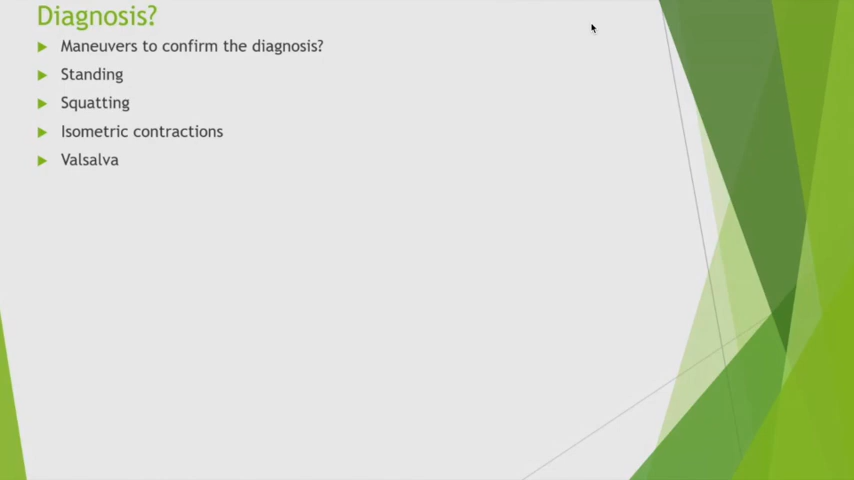 Diagnosis?
Maneuvers to confirm the diagnosis?
Standing
Squatting
Isometric contractions
Valsalva